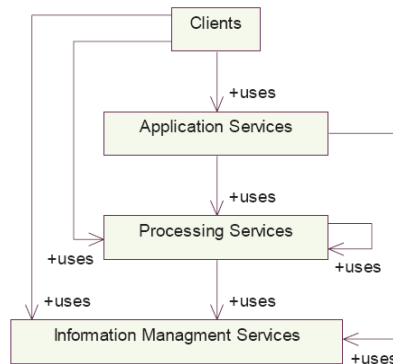 Clients
+uses
Application Services
+uses
Processing Services
+uses
+uses
+uses
+uses
Information Managment Services
+uses